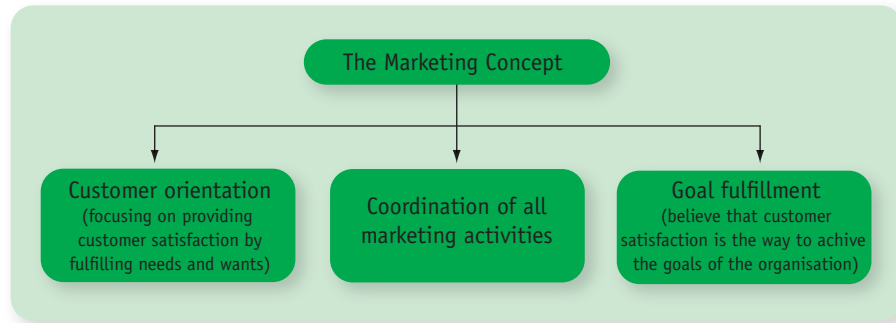 The Marketing Concept
Customer orientation
(focusing on providing
customer satisfaction by
fulfilling needs and wants)
Coordination of all
marketing activities
Goal fulfillment
(believe that customer
satisfaction is the way to achive
the goals of the organisation)